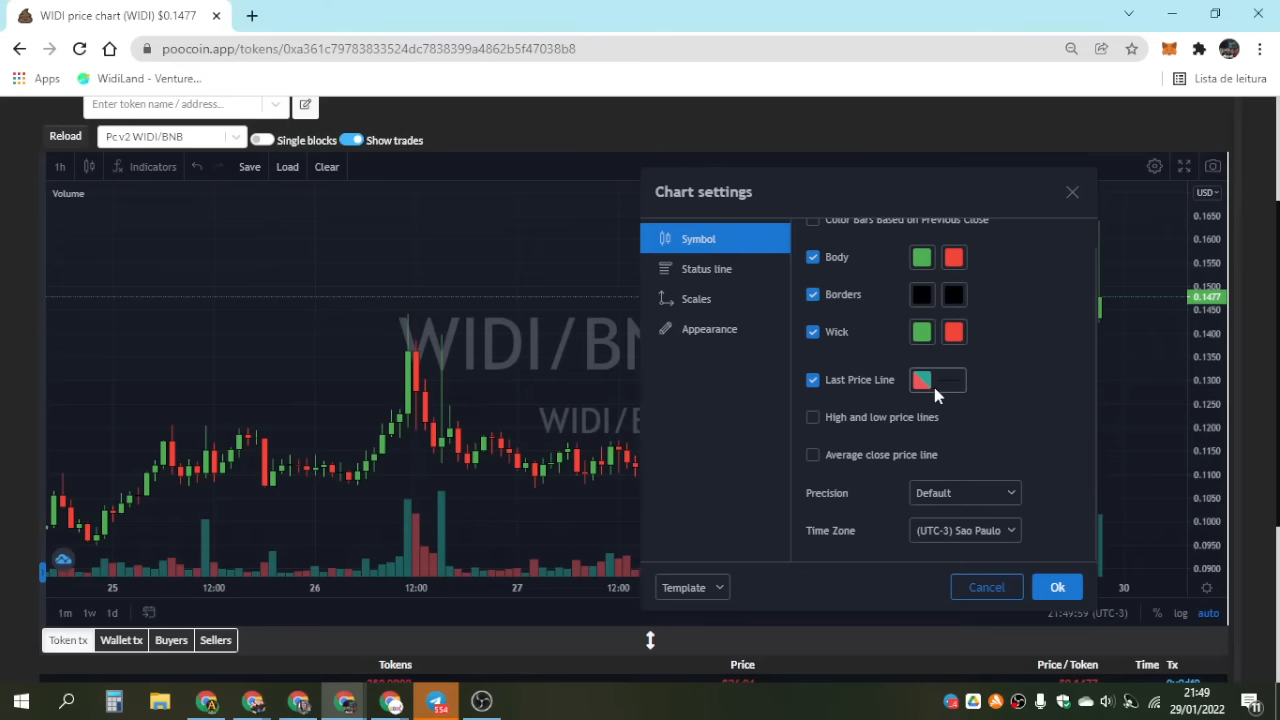 WIDI price chart (WIDI) $0.1477
poocoin.app/tokens/0xa361c79783833524dc7838399a4862b5f47038b8
Apps WidiLand - Venture... Lista de leitura
Enter token name / address...
Reload Pc v2 WIDI/BNB Single blocks Show trades
1h Indicators Save Load Clear
Volume
USD
Chart settings
Symbol
Status line
Scales
Appearance
Color Bars Based on Previous Close
Body
Borders
Wick
Last Price Line
High and low price lines
Average close price line
Precision Default
Time Zone (UTC-3) Sao Paulo
Template Cancel Ok
WIDI/BN
WIDI/B
0.1650
0.1600
0.1550
0.1500
0.1477
0.1450
0.1400
0.1350
0.1300
0.1250
0.1200
0.1150
0.1100
0.1050
0.1000
0.0950
0.0900
25 12:00 26 12:00 27 12:00 30
1m 1w 1d 21:49:59 (UTC-3) % log auto
Token tx Wallet tx Buyers Sellers
Tokens Price Price / Token Time Tx
554
21:49
29/01/2022
11